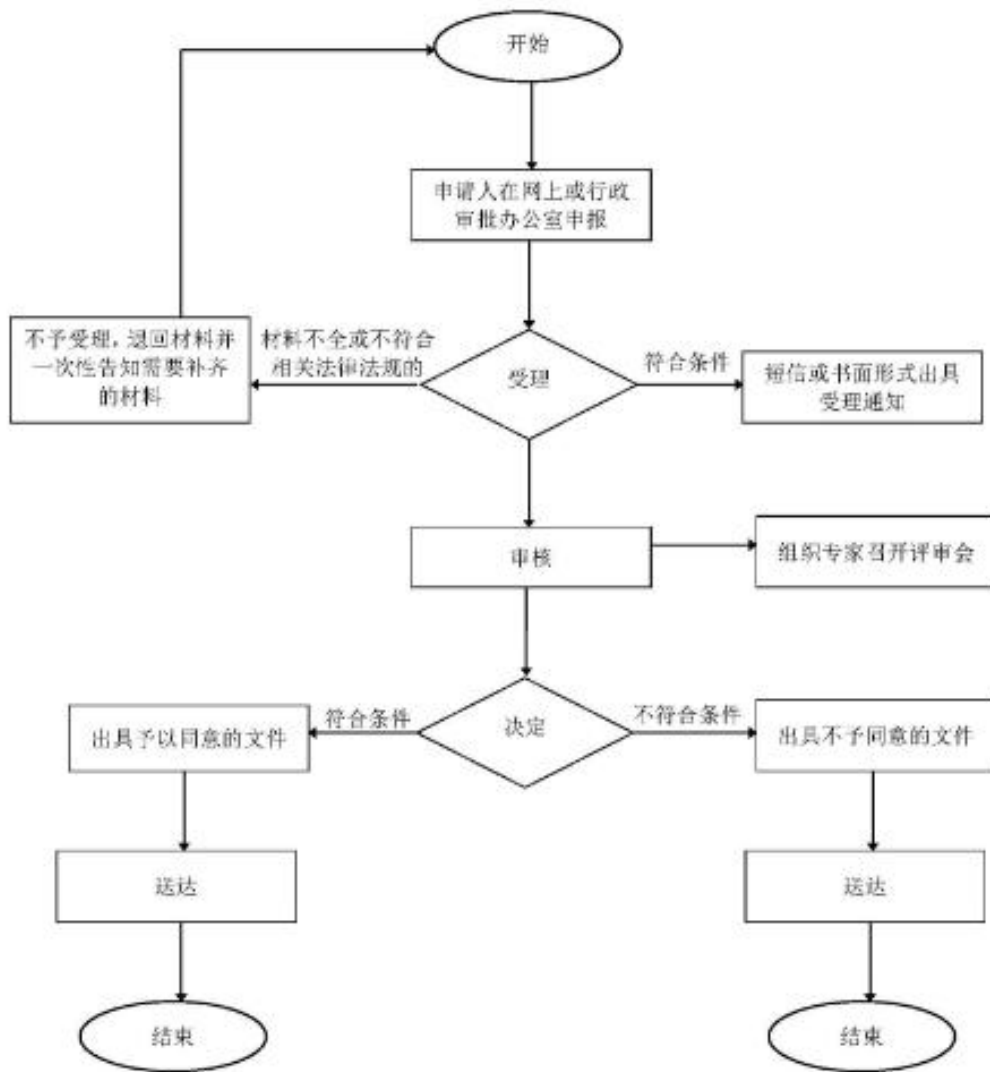 开始
申请人在网上或行政
审批办公室申报
不予受理，退回材料并
一次性告知需要补齐
的材料
材料不全或不符合
相关法律法规的
受理
符合条件
短信或书面形式出具
受理通知
审核
组织专家召开评审会
决定
符合条件
不符合条件
出具予以同意的文件
出具不予同意的文件
送达
送达
结束
结束